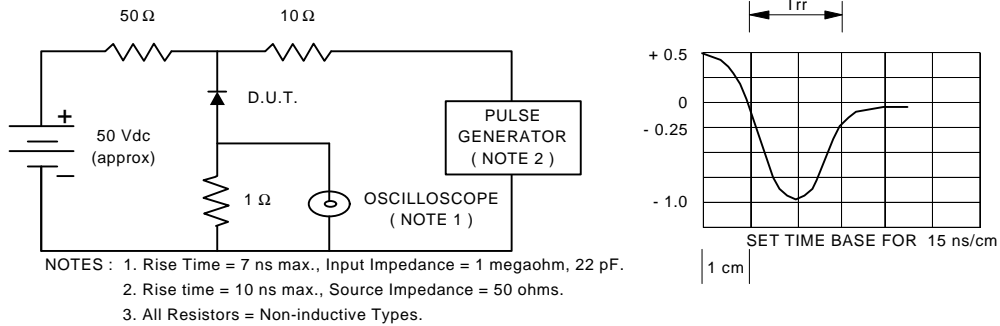 50 Ω
10 Ω
Trr
+ 0.5
0
- 0.25
- 1.0
D.U.T.
+
50 Vdc
(approx)
−
PULSE
GENERATOR
( NOTE 2 )
1 Ω
OSCILLOSCOPE
( NOTE 1 )
SET TIME BASE FOR 15 ns/cm
1 cm
NOTES : 1. Rise Time = 7 ns max., Input Impedance = 1 megaohm, 22 pF.
2. Rise time = 10 ns max., Source Impedance = 50 ohms.
3. All Resistors = Non-inductive Types.